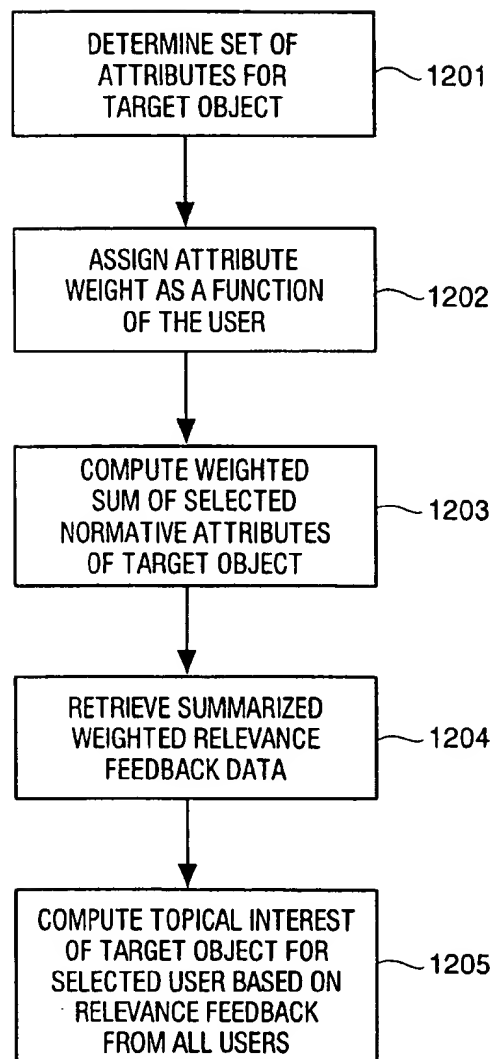 DETERMINE SET OF
ATTRIBUTES FOR
TARGET OBJECT
1201
ASSIGN ATTRIBUTE
WEIGHT AS A FUNCTION
OF THE USER
1202
COMPUTE WEIGHTED
SUM OF SELECTED
NORMATIVE ATTRIBUTES
OF TARGET OBJECT
1203
RETRIEVE SUMMARIZED
WEIGHTED RELEVANCE
FEEDBACK DATA
1204
COMPUTE TOPICAL INTEREST
OF TARGET OBJECT FOR
SELECTED USER BASED ON
RELEVANCE FEEDBACK
FROM ALL USERS
1205